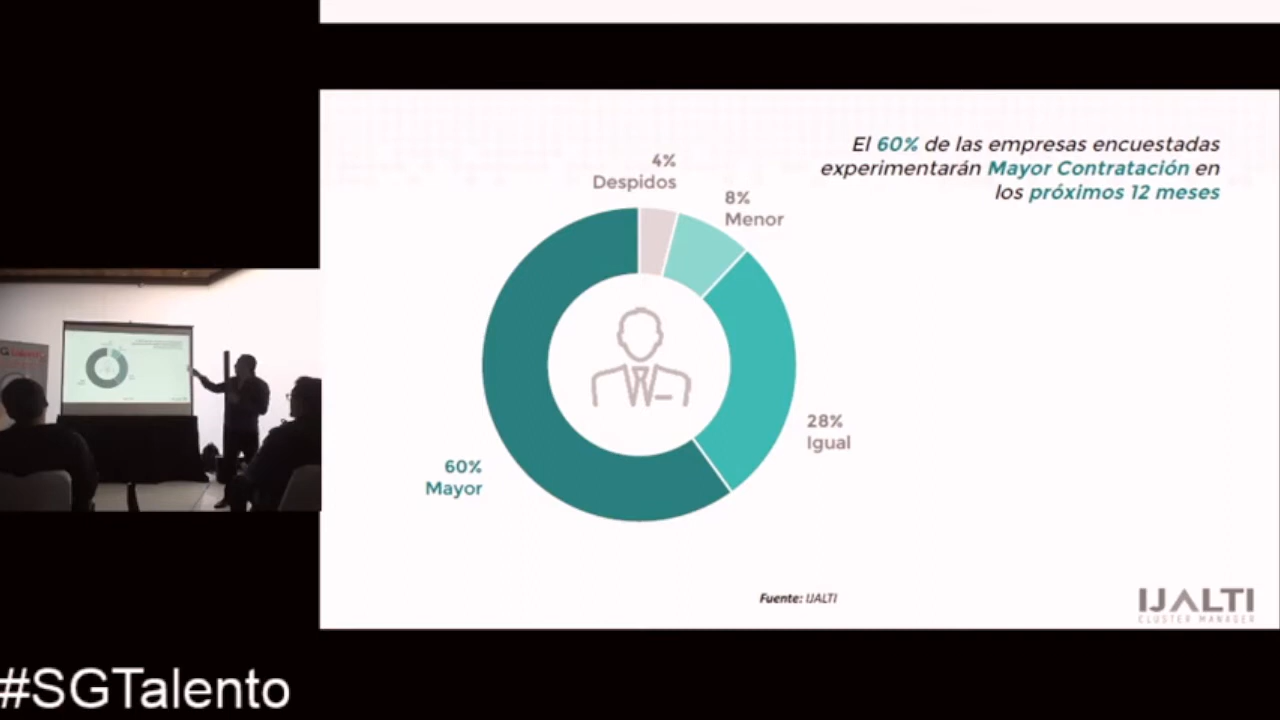 El 60% de las empresas encuestadas
experimentarán Mayor Contratación en
los próximos 12 meses
4%
Despidos
8%
Menor
28%
Igual
60%
Mayor
Fuente: IJALTI
IJALTI
CLUSTER MANAGER
#SGTalento